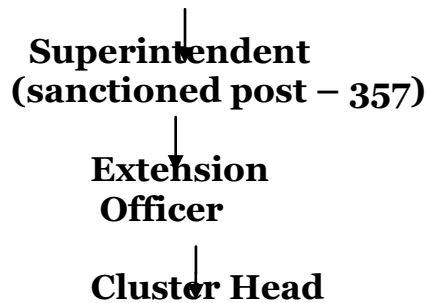 Superintendent
(sanctioned post – 357)
Extension
Officer
Cluster Head